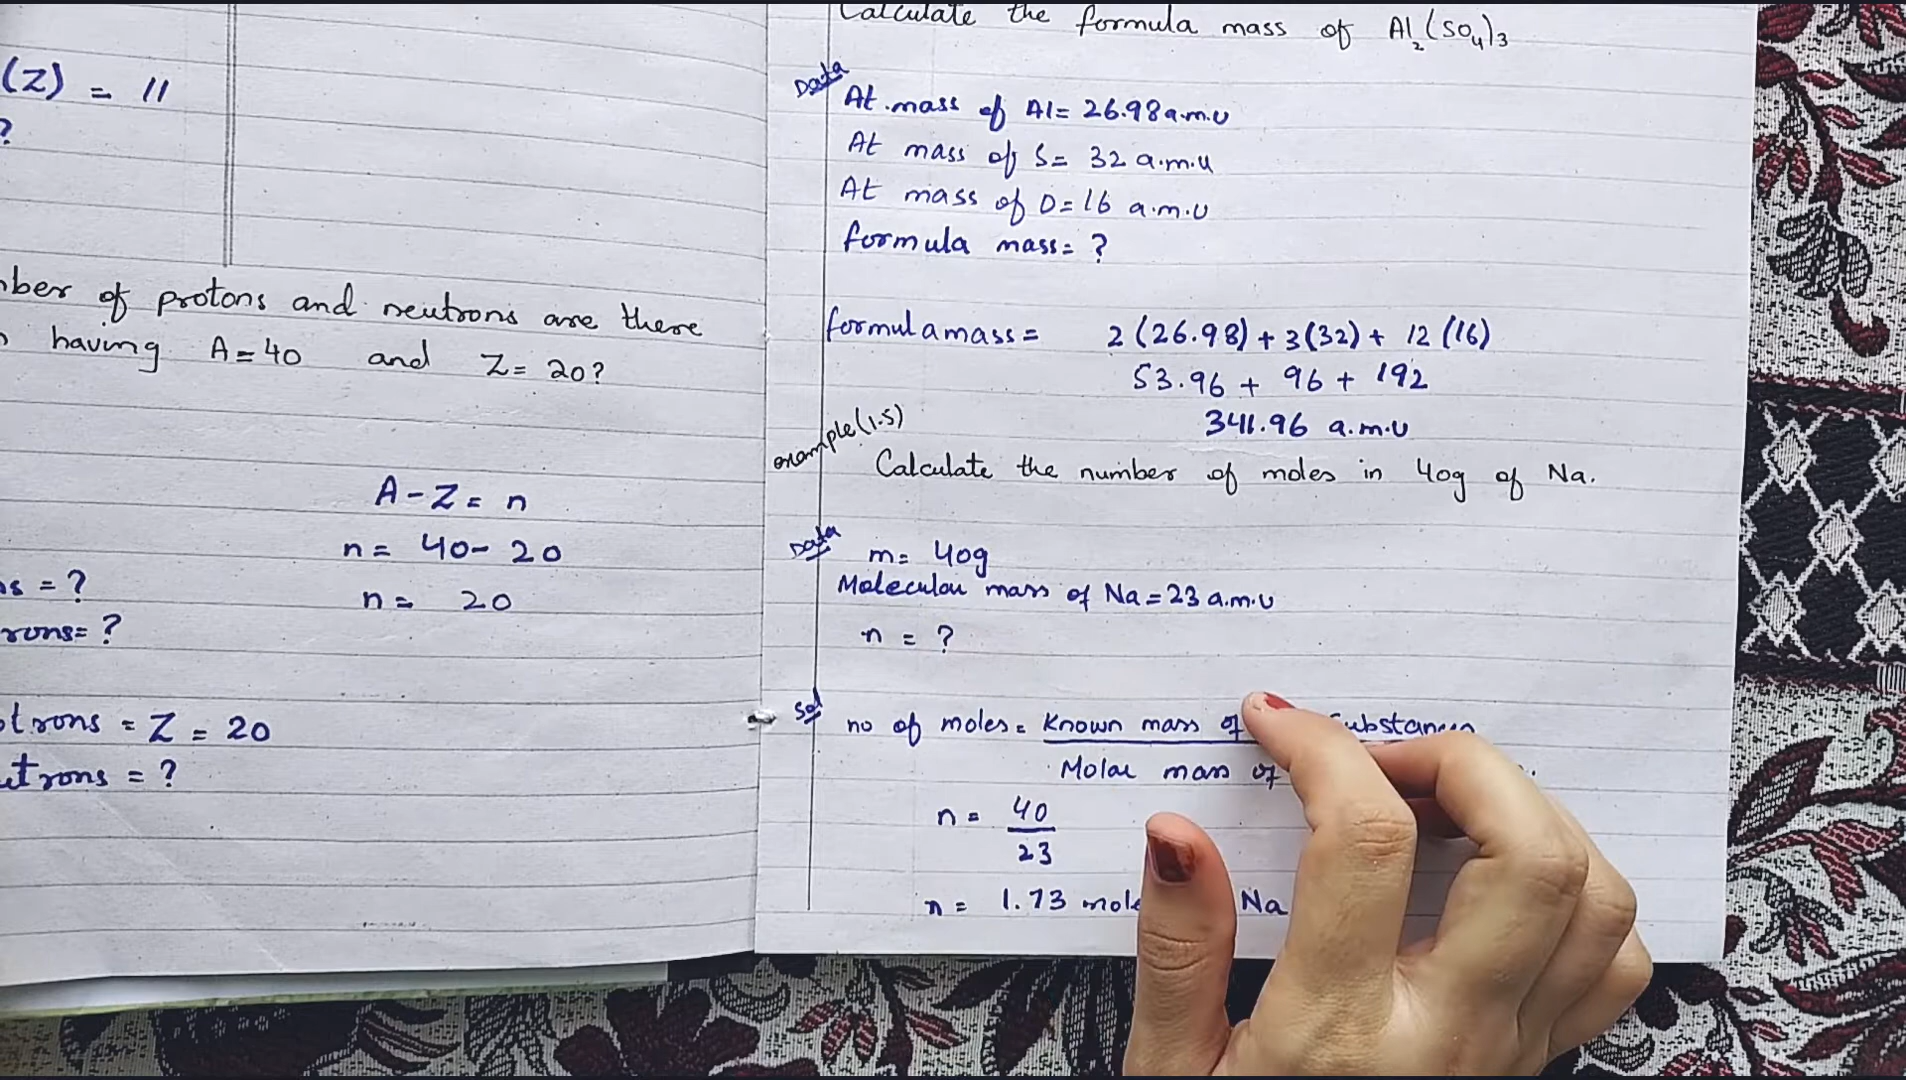 (Z) = 11
?
ber of protons and neutrons are there
having A=40 and Z= 20?
A-Z= n
n= 40- 20
n= 20
s = ?
rons= ?
trons = Z = 20
trons = ?
Calculate the formula mass of Al₂(SO₄)₃
Data
At.mass of Al= 26.98a.m.u
At mass of S= 32 a.m.u
At mass of O=16 a.m.u
formula mass= ?
formula mass= 2 (26.98)+3(32)+ 12 (16)
53.96 + 96 + 192
341.96 a.m.u
example(1.5)
Calculate the number of moles in 40g of Na.
Data
m= 40g
Molecular mass of Na=23 a.m.u
n = ?
Sol
no of moles= Known mass of Substances
Molar mass of
n = 40
23
n = 1.73 mole Na